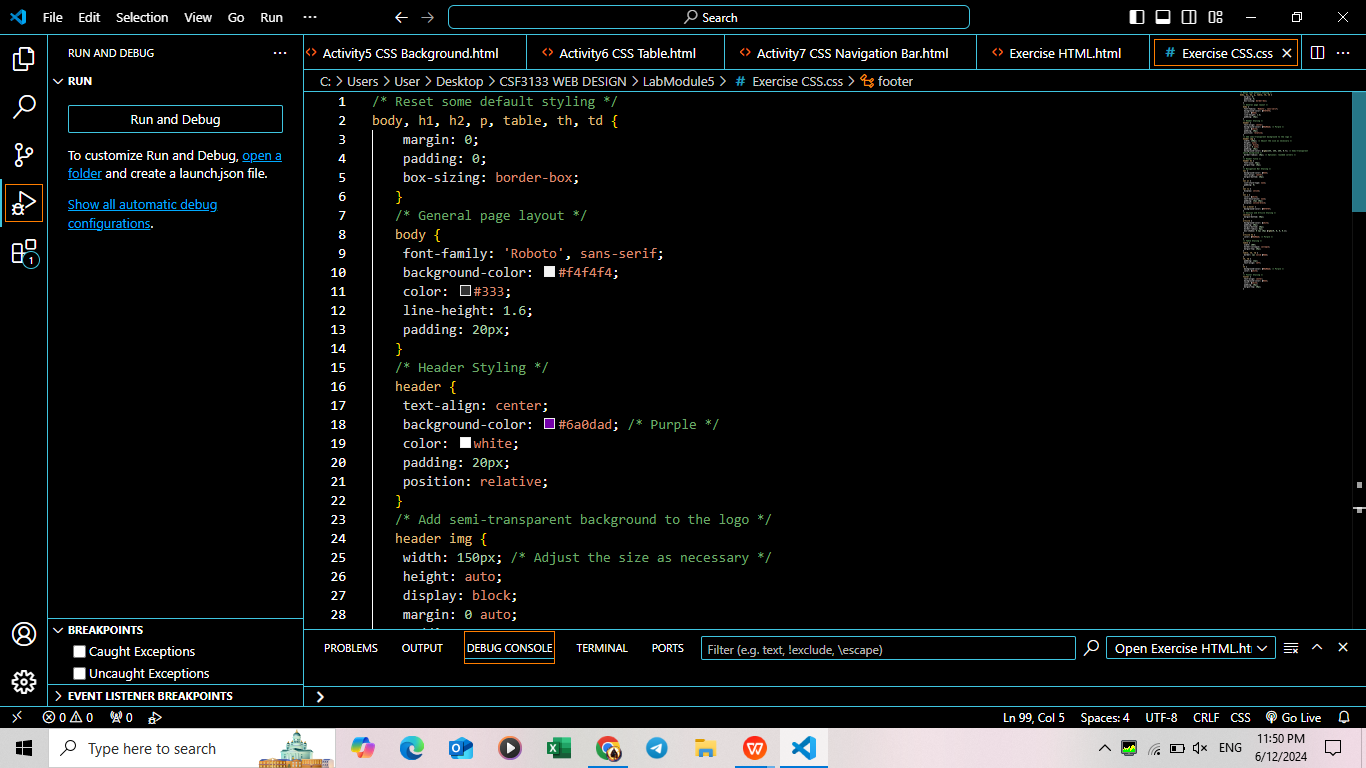 File Edit Selection View Go Run ··· Search
RUN AND DEBUG ···
Activity5 CSS Background.html Activity6 CSS Table.html Activity7 CSS Navigation Bar.html Exercise HTML.html # Exercise CSS.css
C: > Users > User > Desktop > CSF3133 WEB DESIGN > LabModule5 > # Exercise CSS.css > footer
RUN
Run and Debug
To customize Run and Debug, open a
folder and create a launch.json file.
Show all automatic debug
configurations.
1
1 /* Reset some default styling */
2 body, h1, h2, p, table, th, td {
3 margin: 0;
4 padding: 0;
5 box-sizing: border-box;
6 }
7 /* General page layout */
8 body {
9 font-family: 'Roboto', sans-serif;
10 background-color: #f4f4f4;
11 color: #333;
12 line-height: 1.6;
13 padding: 20px;
14 }
15 /* Header Styling */
16 header {
17 text-align: center;
18 background-color: #6a0dad; /* Purple */
19 color: white;
20 padding: 20px;
21 position: relative;
22 }
23 /* Add semi-transparent background to the logo */
24 header img {
25 width: 150px; /* Adjust the size as necessary */
26 height: auto;
27 display: block;
28 margin: 0 auto;
BREAKPOINTS
Caught Exceptions
Uncaught Exceptions
EVENT LISTENER BREAKPOINTS
PROBLEMS OUTPUT DEBUG CONSOLE TERMINAL PORTS Filter (e.g. text, !exclude, \escape) Open Exercise HTML.ht
>
0 0 0 Ln 99, Col 5 Spaces: 4 UTF-8 CRLF CSS Go Live
Type here to search ENG 11:50 PM
6/12/2024